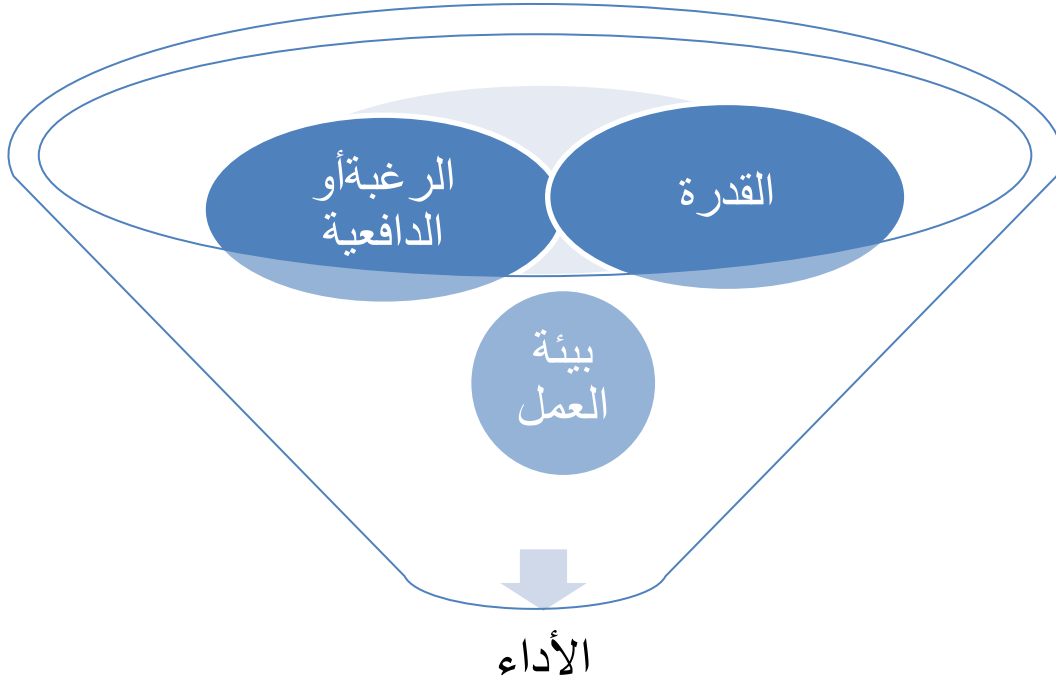 القدرة
الرغبةأو
الدافعية
بيئة
العمل
الأداء